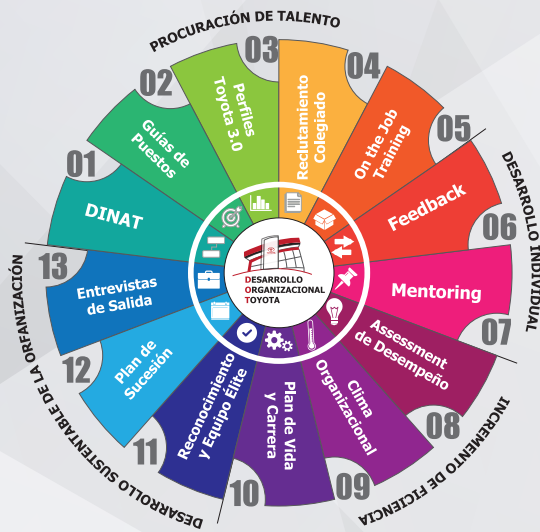 PROCURACIÓN DE TALENTO
01
DINAT
02
Guías de
Puestos
03
Perfiles
Toyota 3.0
04
Reclutamiento
Colegiado
05
On the Job
Training
DESARROLLO INDIVIDUAL
06
Feedback
07
Mentoring
INCREMENTO DE FICIENCIA
08
Assessment
de Desempeño
09
Clima
Organizacional
10
Plan de Vida
y Carrera
DESARROLLO SUSTENTABLE DE LA ORFANIZACIÓN
11
Reconocimiento
y Equipo Élite
12
Plan de
Sucesión
13
Entrevistas
de Salida
DESARROLLO
ORGANIZACIONAL
TOYOTA